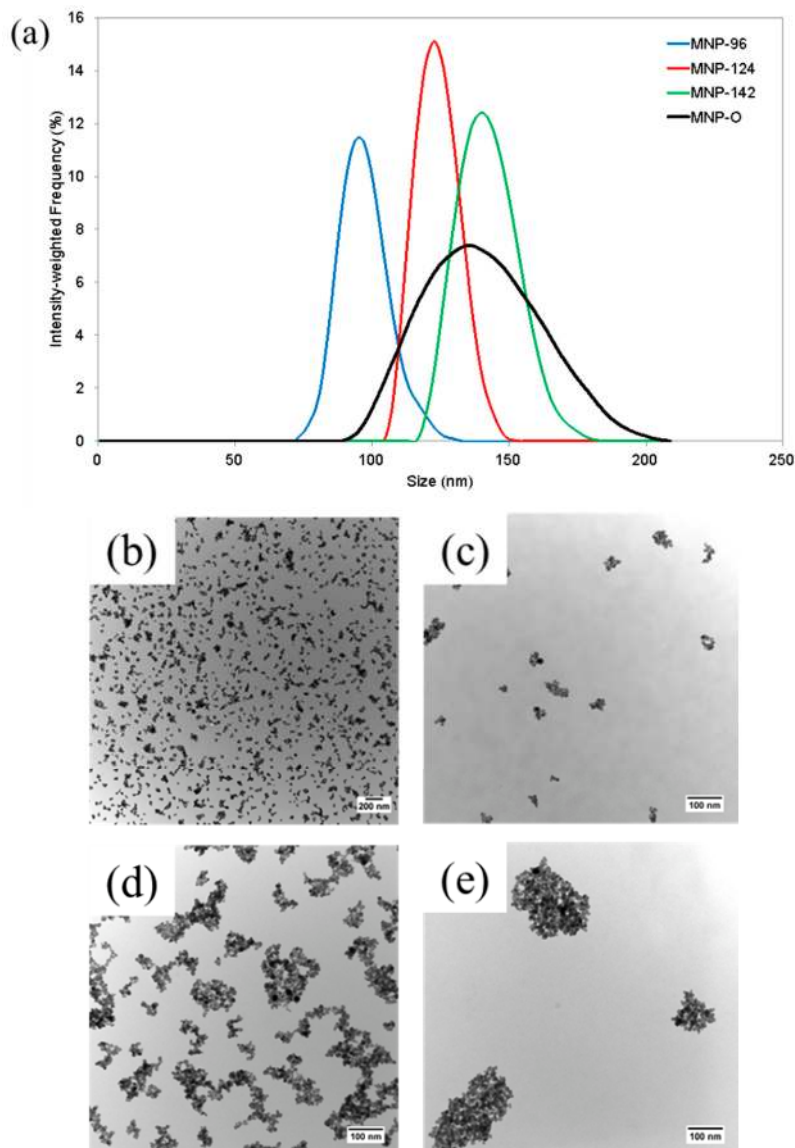 (a)
16
14
12
10
8
6
4
2
0
Intensity-weighted Frequency (%)
MNP-96
MNP-124
MNP-142
MNP-O
0 50 100 150 200 250
Size (nm)
(b)
200 nm
(c)
100 nm
(d)
100 nm
(e)
100 nm